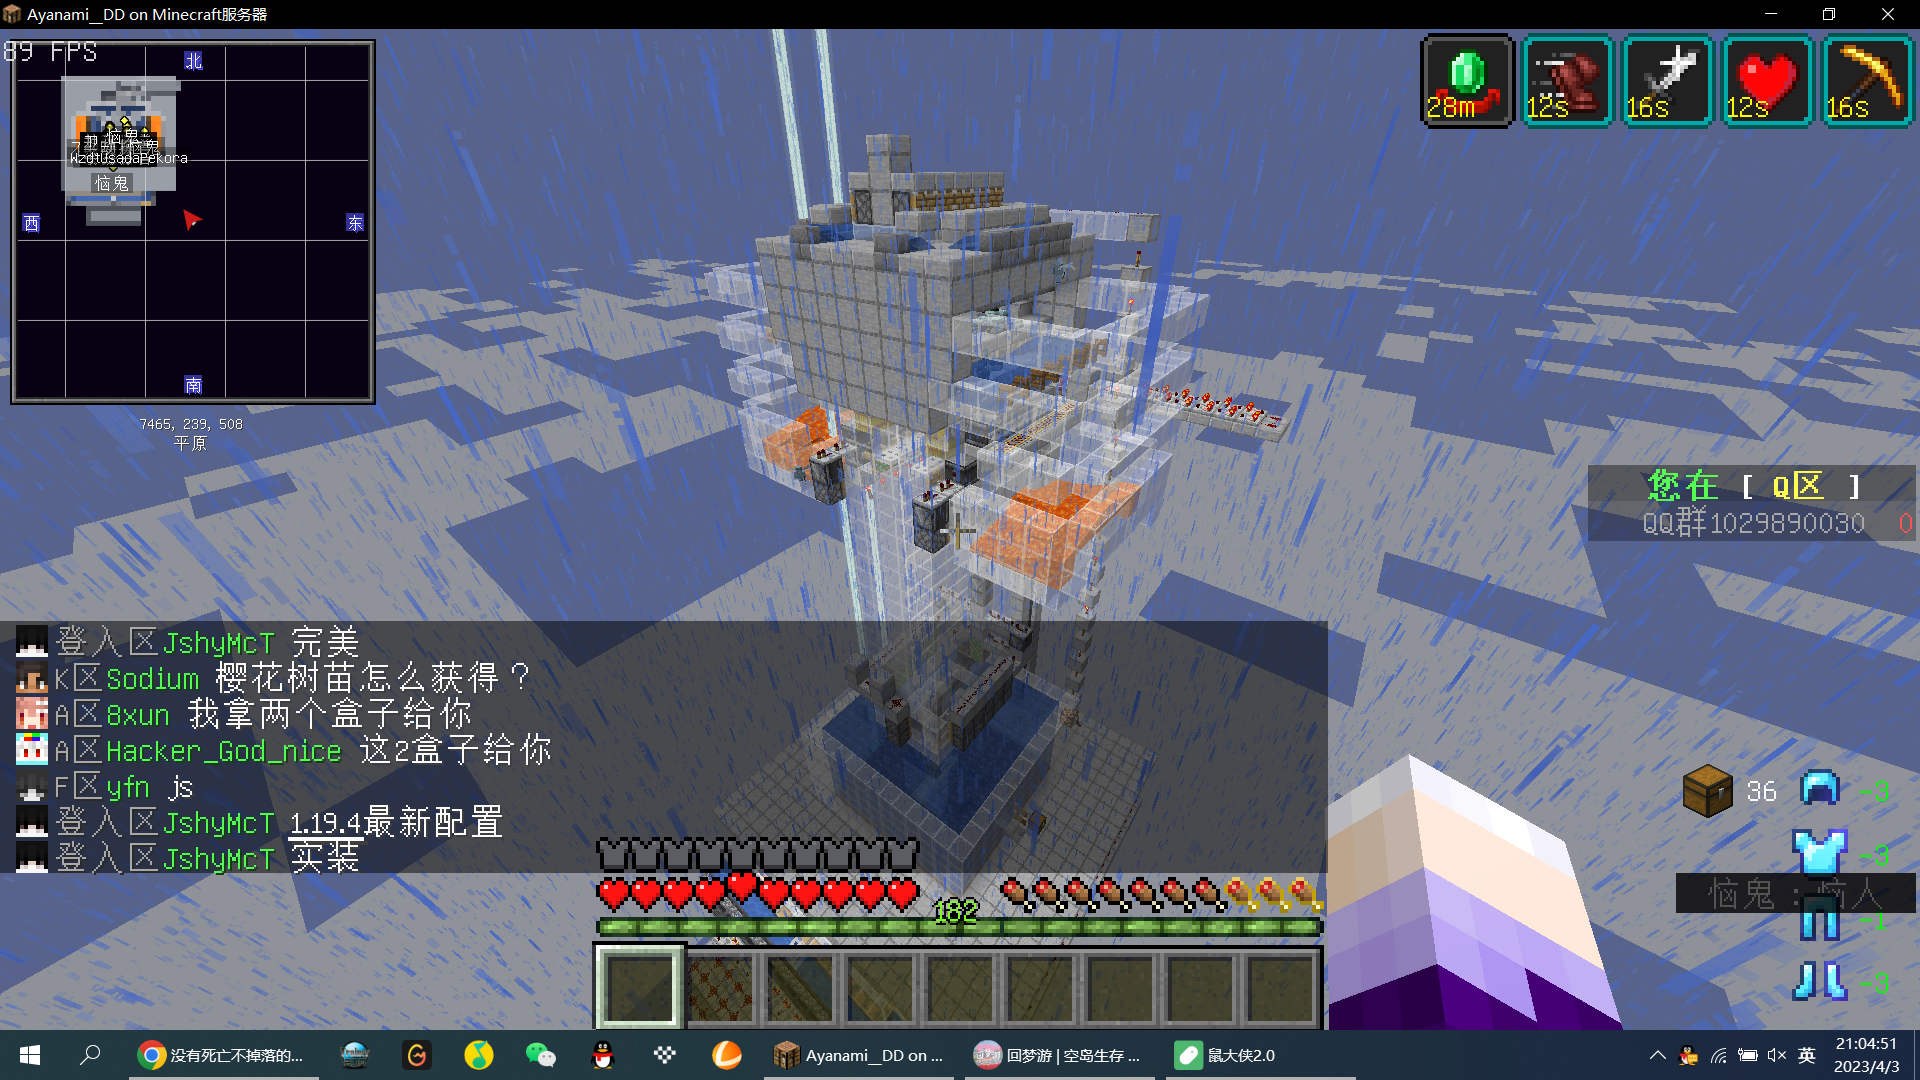 Ayanami__DD on Minecraft服务器
89 FPS
北
恼鬼
WzdtUsadaPekora
恼鬼
西
东
南
7465, 239, 508
平原
28m
12s
16s
12s
16s
您在 [ Q区 ]
QQ群1029890030 0
登入区JshyMcT 完美
K区Sodium 樱花树苗怎么获得？
A区8xun 我拿两个盒子给你
A区Hacker_God_nice 这2盒子给你
F区yfn js
登入区JshyMcT 1.19.4最新配置
登入区JshyMcT 实装
182
36
-3
-3
恼鬼 : 恼人
-1
-3
没有死亡不掉落的...
Ayanami__DD on ...
回梦游 | 空岛生存 ...
鼠大侠2.0
英
21:04:51
2023/4/3